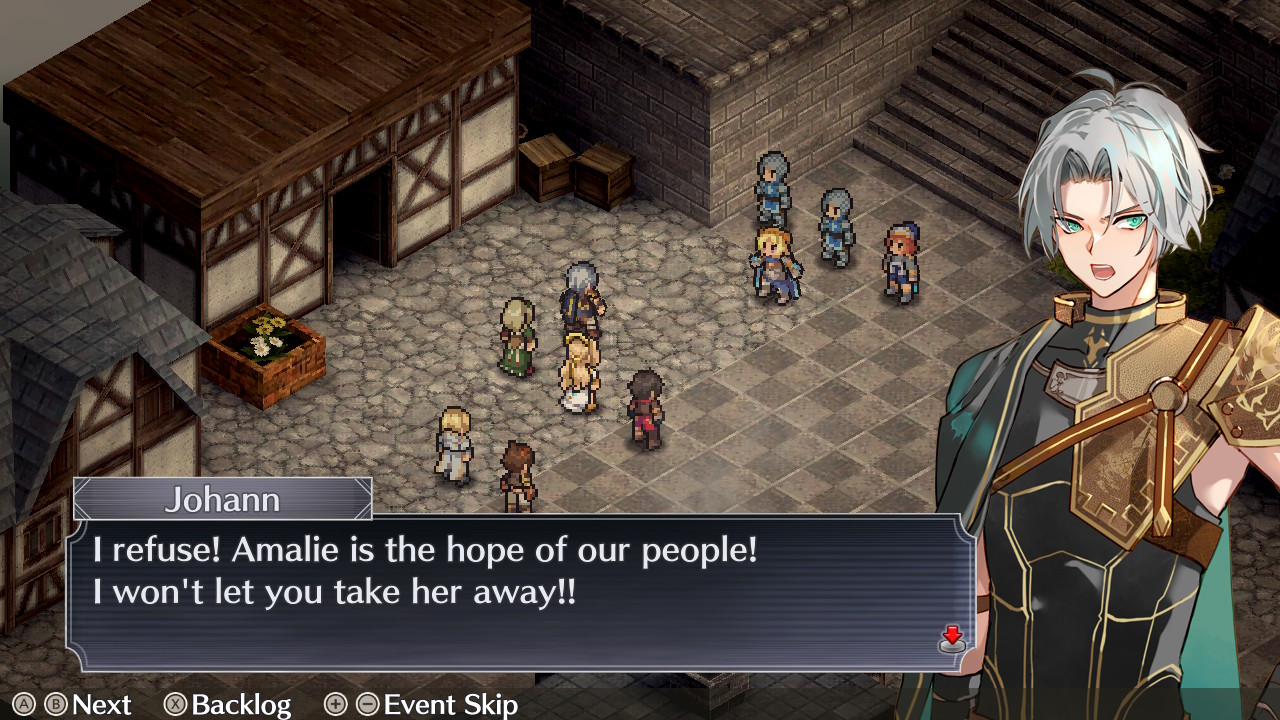 Johann
I refuse! Amalie is the hope of our people!
I won't let you take her away!!
A B Next X Backlog + - Event Skip